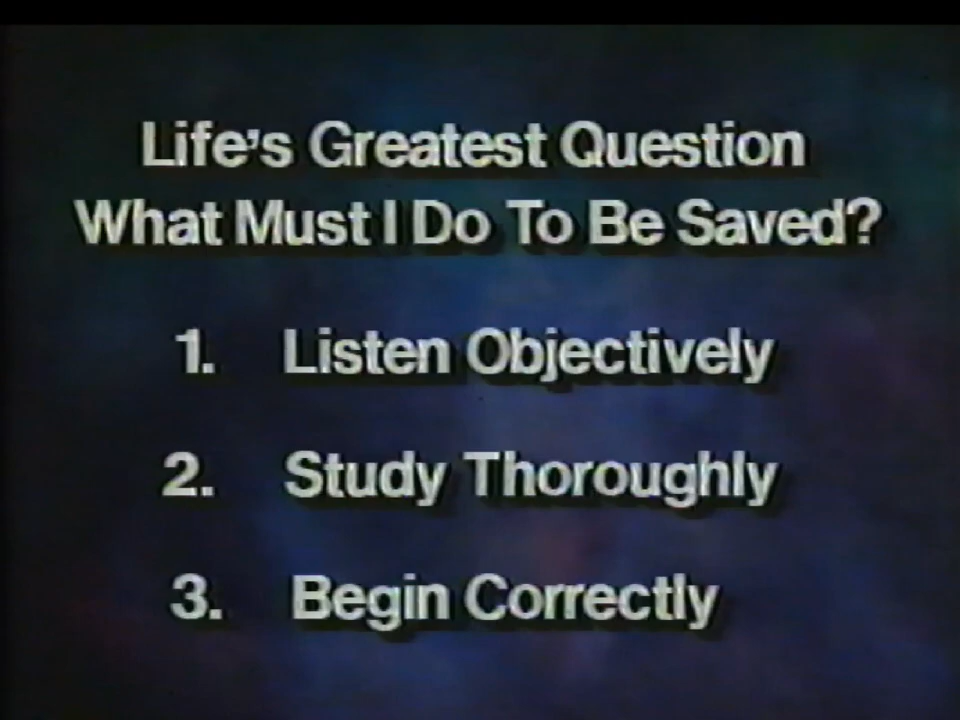 Life's Greatest Question
What Must I Do To Be Saved?
1. Listen Objectively
2. Study Thoroughly
3. Begin Correctly